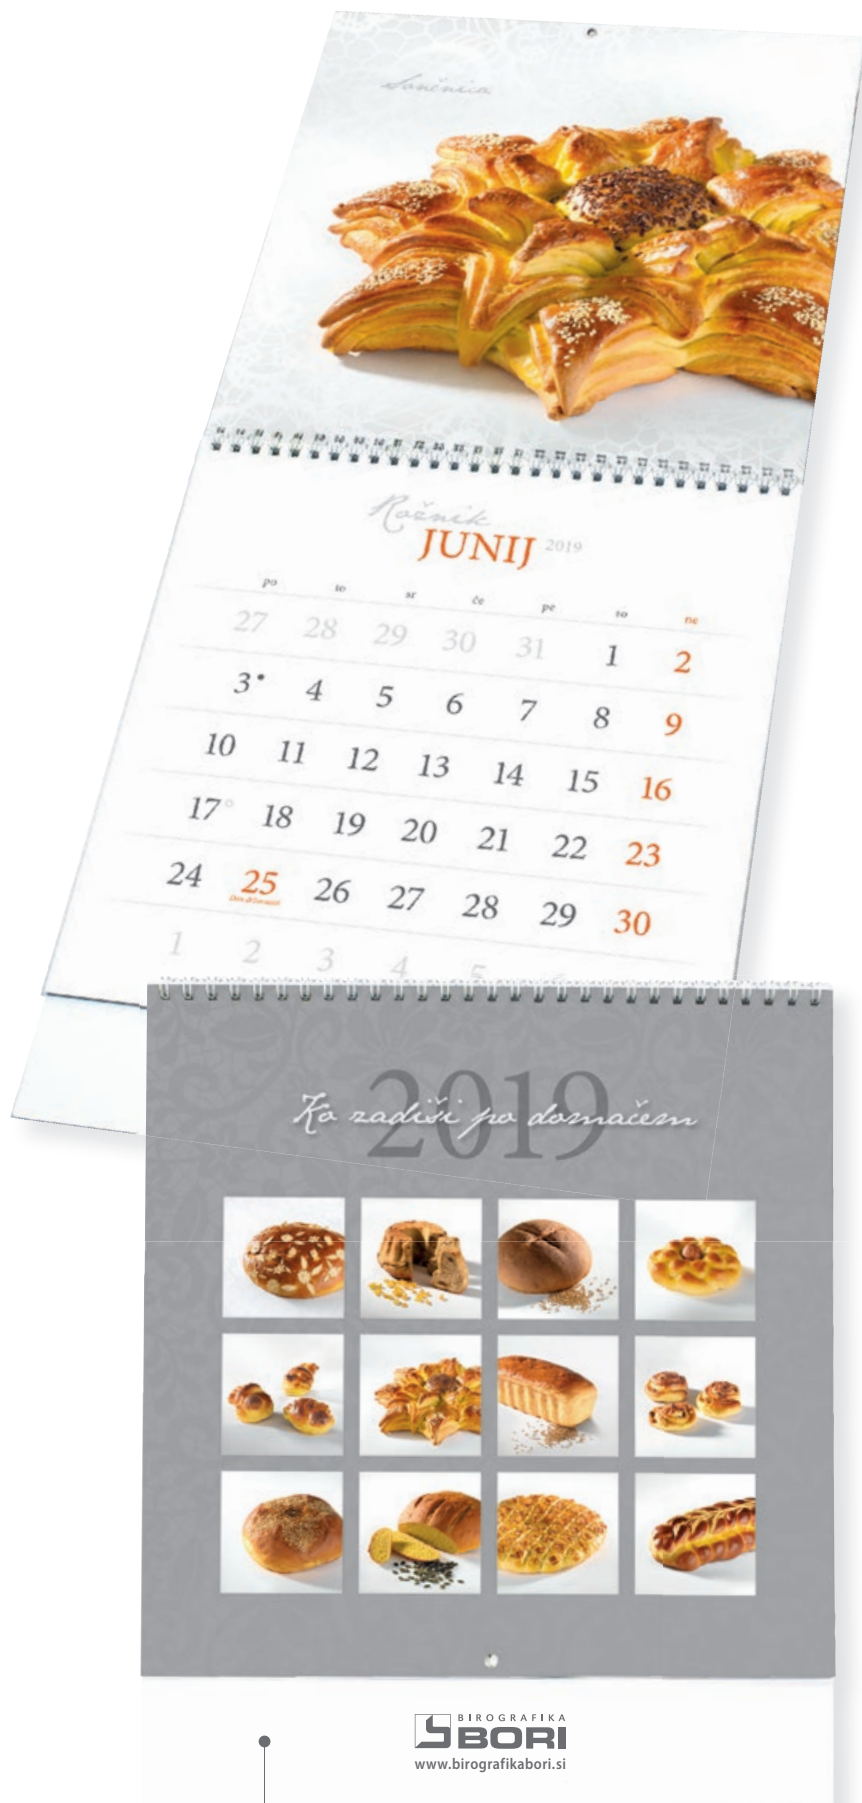 Sončnica
Rožnik
JUNIJ 2019
po to sr če pe so ne
27 28 29 30 31 1 2
3 4 5 6 7 8 9
10 11 12 13 14 15 16
17 18 19 20 21 22 23
24 25 26 27 28 29 30
Dan državnosti
1 2 3 4 5 6
2019
Ko zadiši po domačem
BIROGRAFIKA
BORI
www.birografikabori.si